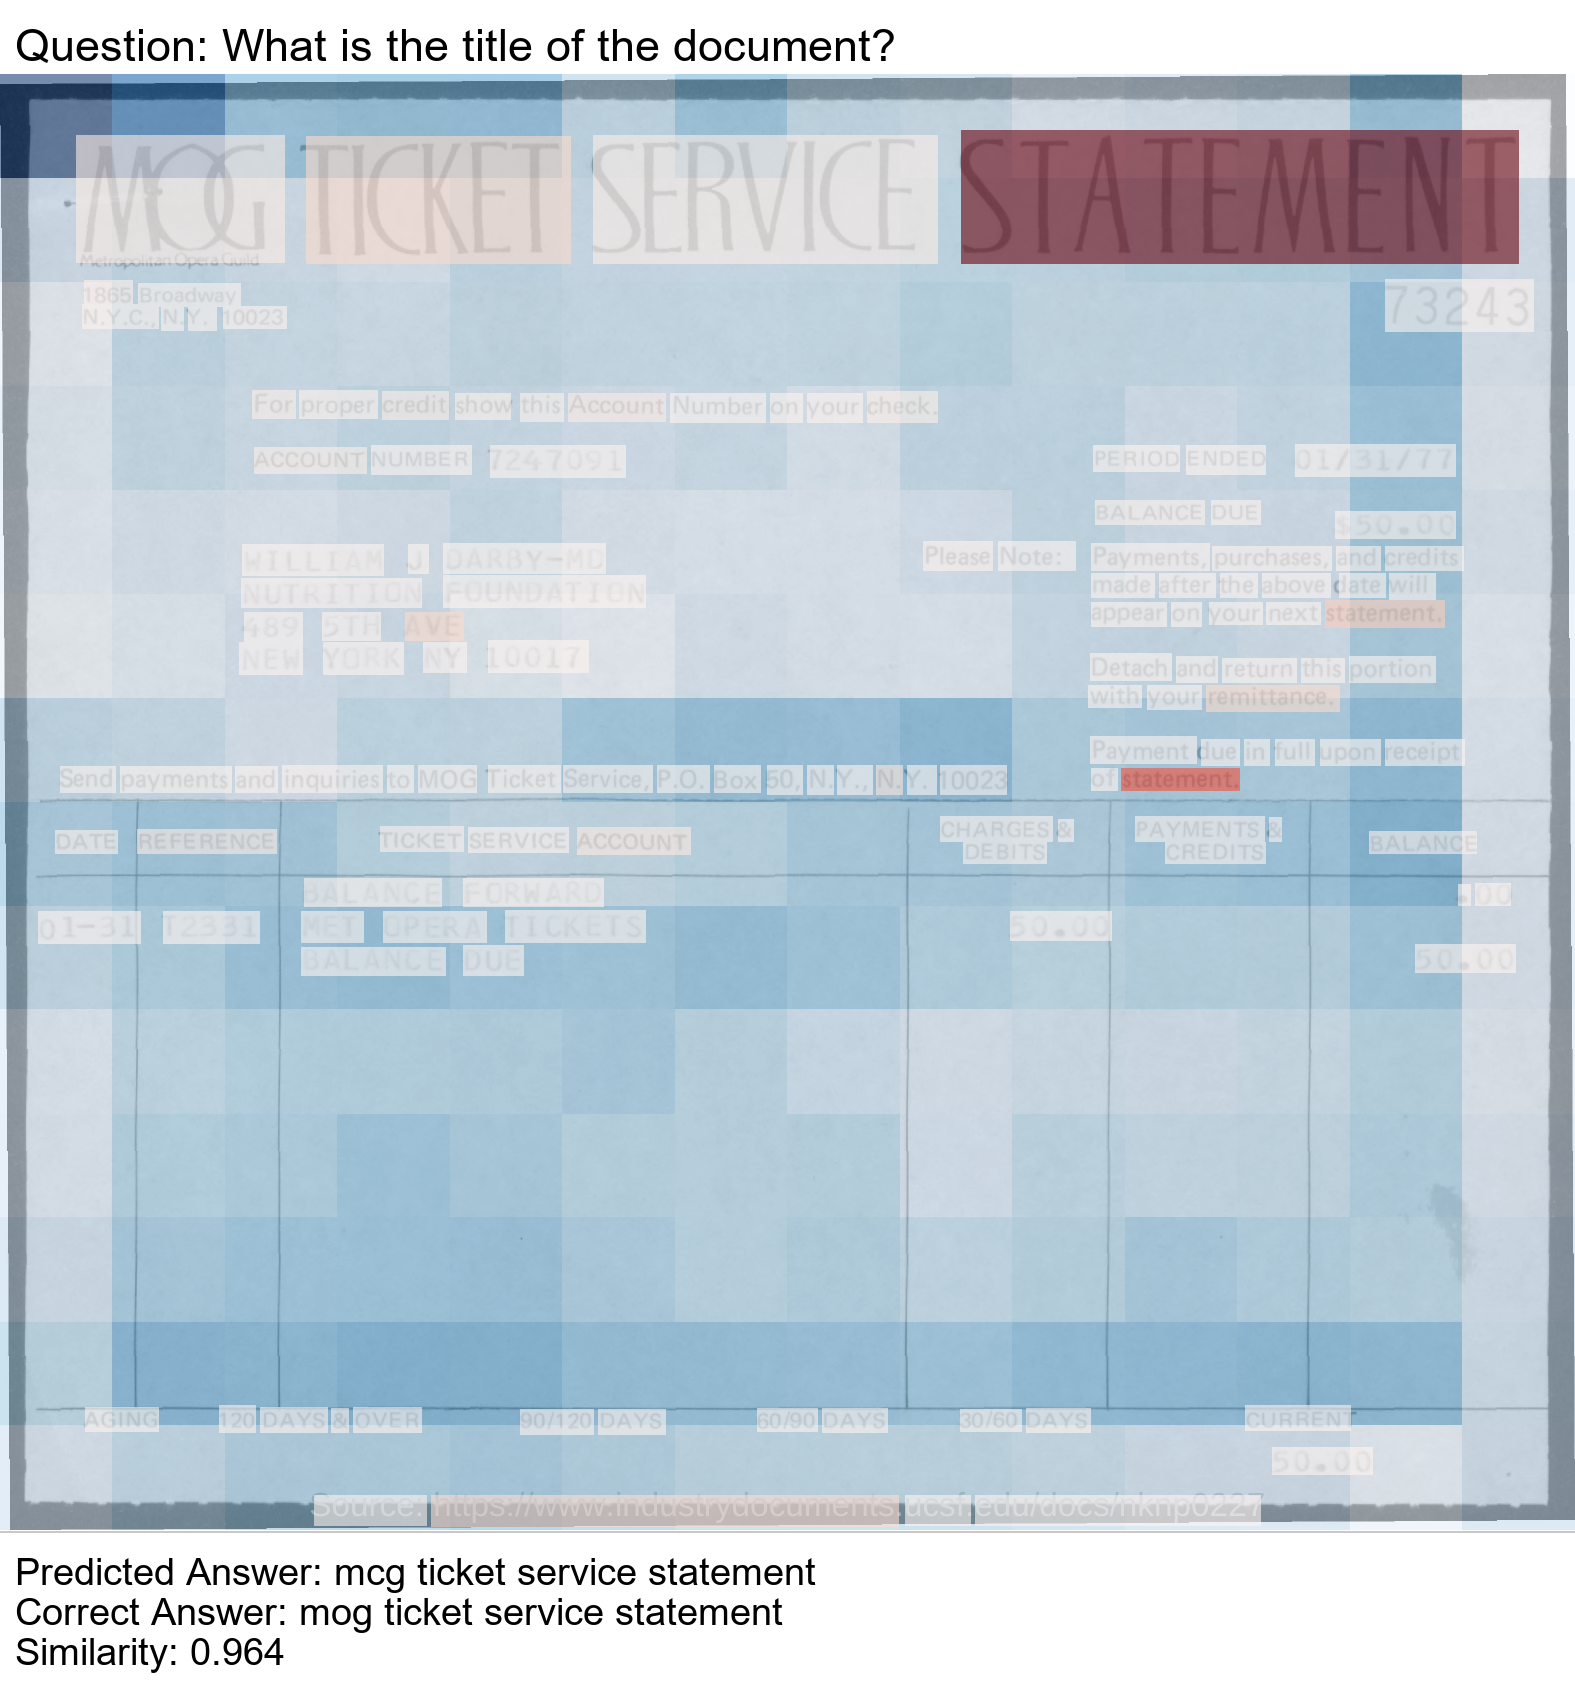 Question: What is the title of the document?
MOG TICKET SERVICE STATEMENT
Metropolitan Opera Guild
1865 Broadway
N.Y.C., N.Y. 10023
73243
For proper credit show this Account Number on your check.
ACCOUNT NUMBER 7247091
PERIOD ENDED 01/31/77
BALANCE DUE $50.00
WILLIAM J DARBY-MD
NUTRITION FOUNDATION
489 5TH AVE
NEW YORK NY 10017
Please Note: Payments, purchases, and credits
made after the above date will
appear on your next statement.
Detach and return this portion
with your remittance.
Payment due in full upon receipt
of statement.
Send payments and inquiries to MOG Ticket Service, P.O. Box 50, N.Y., N.Y. 10023
DATE REFERENCE TICKET SERVICE ACCOUNT CHARGES & DEBITS PAYMENTS & CREDITS BALANCE
BALANCE FORWARD .00
01-31 T2331 MET OPERA TICKETS 50.00
BALANCE DUE 50.00
AGING 120 DAYS & OVER 90/120 DAYS 60/90 DAYS 30/60 DAYS CURRENT
50.00
Source: https://www.industrydocuments.ucsf.edu/docs/nknp0227
Predicted Answer: mcg ticket service statement
Correct Answer: mog ticket service statement
Similarity: 0.964